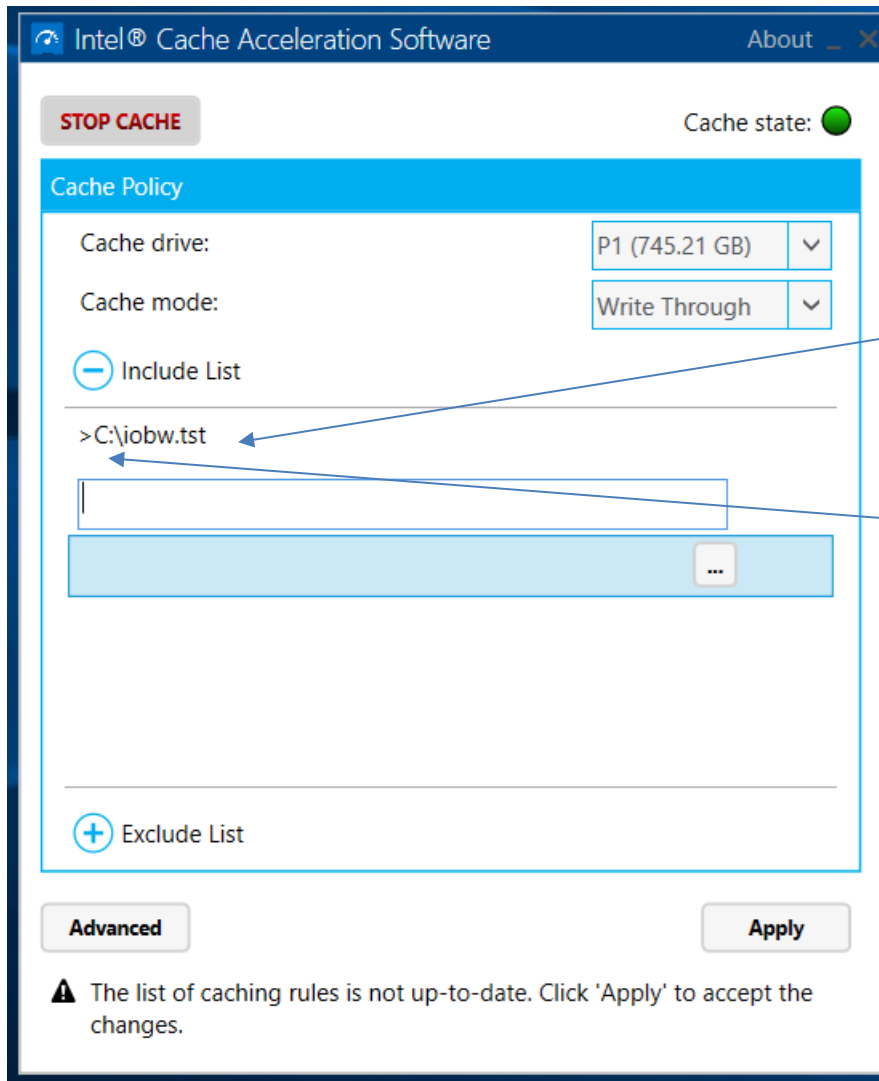 Intel® Cache Acceleration Software About _ ×
STOP CACHE Cache state:
Cache Policy
Cache drive: P1 (745.21 GB)
Cache mode: Write Through
Include List
>C:\iobw.tst
...
Exclude List
Advanced Apply
The list of caching rules is not up-to-date. Click 'Apply' to accept the
changes.